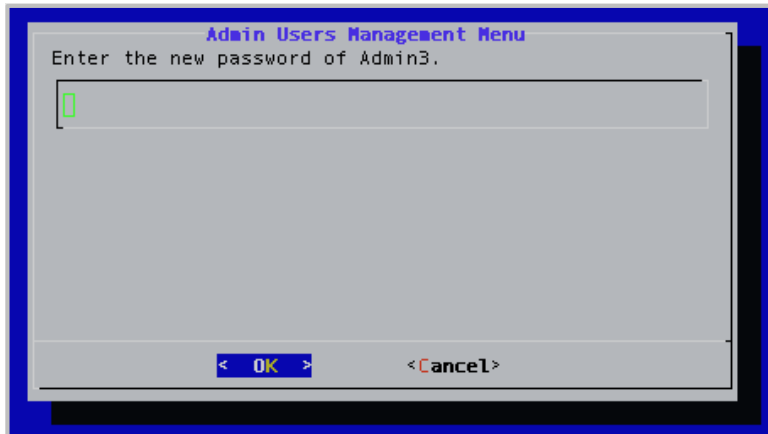 Admin Users Management Menu
Enter the new password of Admin3.
< OK > <Cancel>